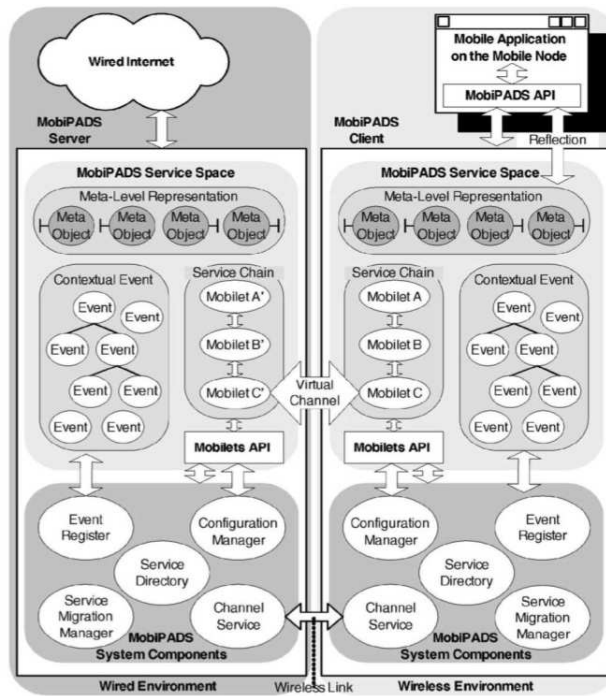 Wired Internet
MobiPADS
Server
MobiPADS Service Space
Meta-Level Representation
Meta
Object
Meta
Object
Meta
Object
Meta
Object
Contextual Event
Event
Event
Event
Event
Event
Event
Event
Event
Service Chain
Mobilet A'
Mobilet B'
Mobilet C'
Mobilets API
Event
Register
Configuration
Manager
Service
Directory
Service
Migration
Manager
Channel
Service
MobiPADS
System Components
Wired Environment
Virtual
Channel
Wireless Link
Mobile Application
on the Mobile Node
MobiPADS API
MobiPADS
Client
Reflection
MobiPADS Service Space
Meta-Level Representation
Meta
Object
Meta
Object
Meta
Object
Meta
Object
Service Chain
Mobilet A
Mobilet B
Mobilet C
Mobilets API
Contextual Event
Event
Event
Event
Event
Event
Event
Event
Event
Configuration
Manager
Event
Register
Service
Directory
Channel
Service
Service
Migration
Manager
MobiPADS
System Components
Wireless Environment